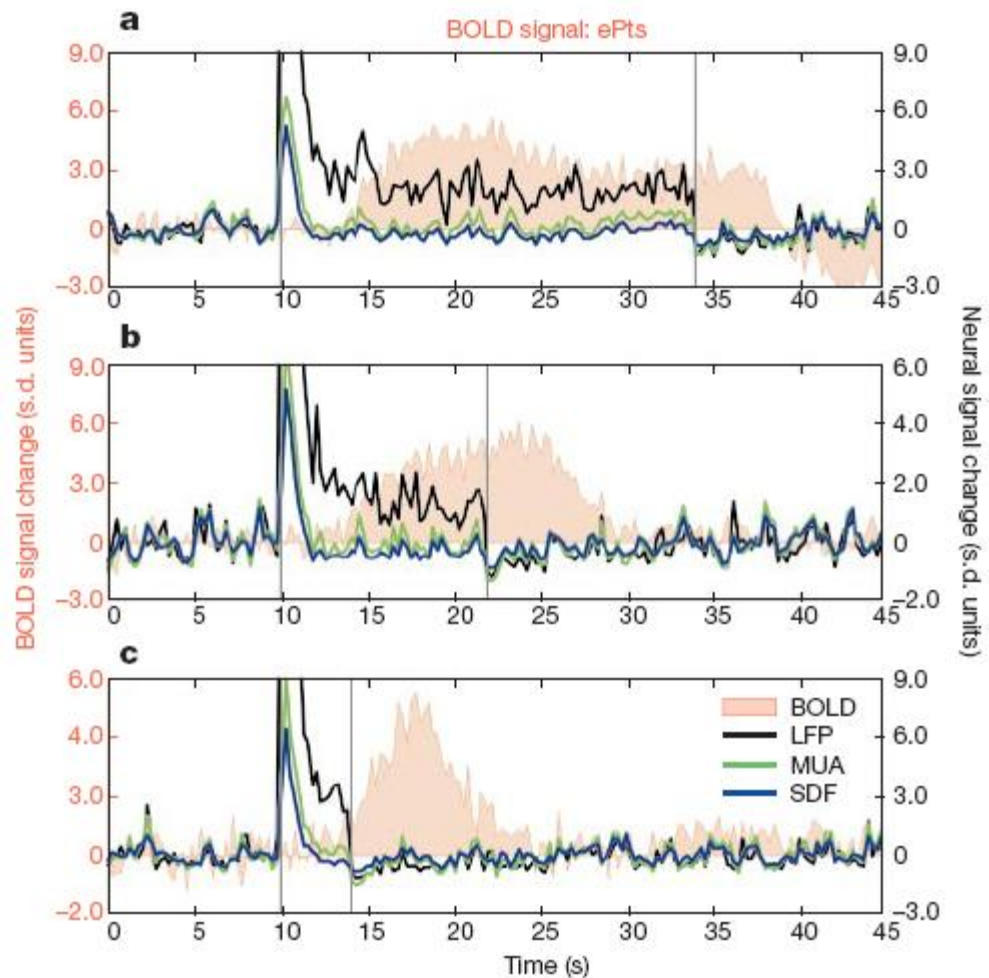 a
BOLD signal: ePts
9.0 9.0
6.0 6.0
3.0 3.0
0 0
–3.0 –3.0
0 5 10 15 20 25 30 35 40 45
b
9.0 6.0
6.0 4.0
3.0 2.0
0 0
–3.0 –2.0
0 5 10 15 20 25 30 35 40 45
c
6.0 9.0
4.0 6.0
3.0 3.0
0 0
–2.0 –3.0
0 5 10 15 20 25 30 35 40 45
BOLD
LFP
MUA
SDF
Time (s)
BOLD signal change (s.d. units)
Neural signal change (s.d. units)